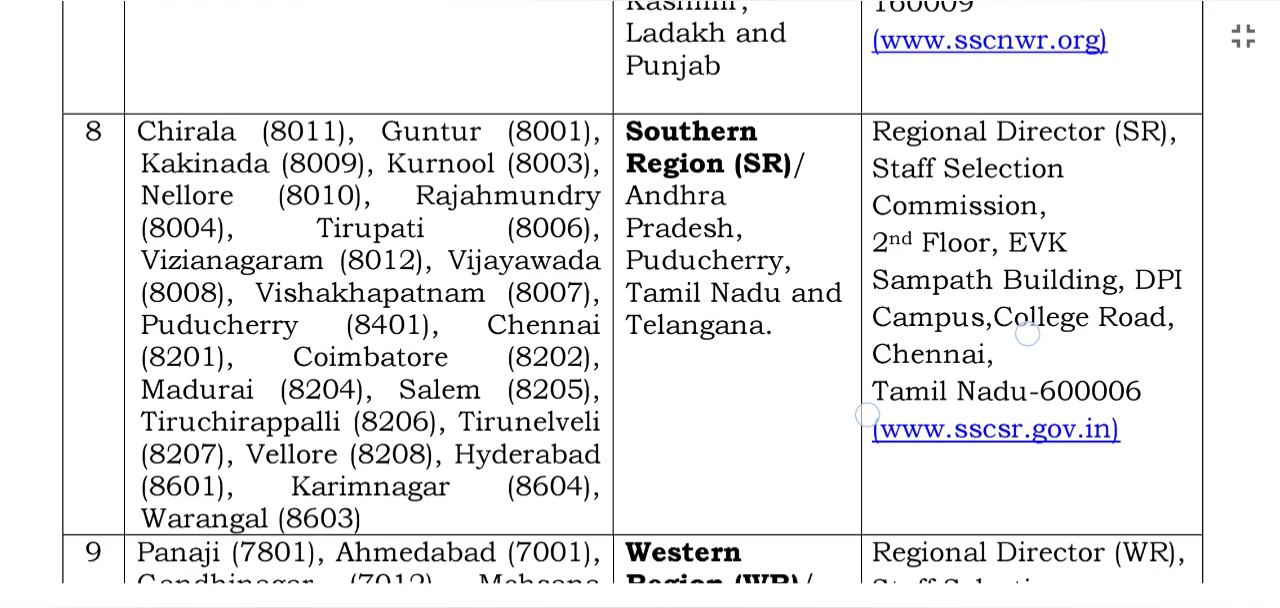 Kashmir,
Ladakh and
Punjab
160009
(www.sscnwr.org)
8
Chirala (8011), Guntur (8001),
Kakinada (8009), Kurnool (8003),
Nellore (8010), Rajahmundry
(8004), Tirupati (8006),
Vizianagaram (8012), Vijayawada
(8008), Vishakhapatnam (8007),
Puducherry (8401), Chennai
(8201), Coimbatore (8202),
Madurai (8204), Salem (8205),
Tiruchirappalli (8206), Tirunelveli
(8207), Vellore (8208), Hyderabad
(8601), Karimnagar (8604),
Warangal (8603)
Southern
Region (SR)/
Andhra
Pradesh,
Puducherry,
Tamil Nadu and
Telangana.
Regional Director (SR),
Staff Selection
Commission,
2nd Floor, EVK
Sampath Building, DPI
Campus,College Road,
Chennai,
Tamil Nadu-600006
(www.sscsr.gov.in)
9
Panaji (7801), Ahmedabad (7001),
Western
Region (WR)/
Regional Director (WR),